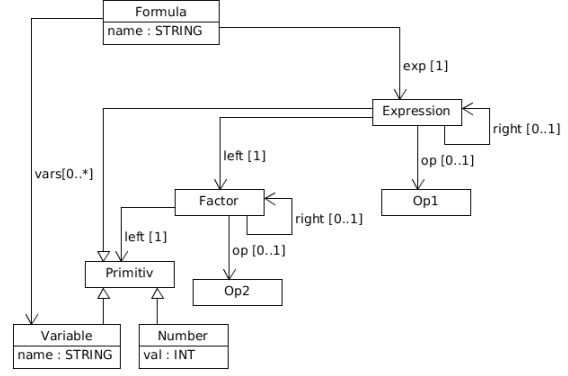 Formula
name : STRING
exp [1]
Expression
right [0..1]
left [1]
op [0..1]
vars[0..*]
Factor
Op1
right [0..1]
left [1]
op [0..1]
Primitiv
Op2
Variable
name : STRING
Number
val : INT